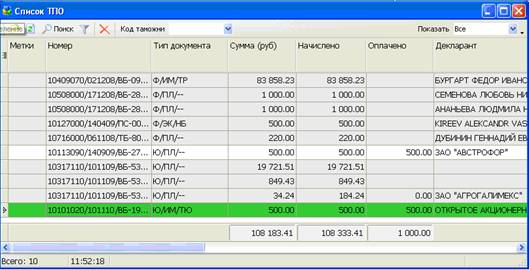 Список ТПО
Поиск Код таможни Показать Все
Метки Номер Тип документа Сумма (руб) Начислено Оплачено Декларант
10409070/021208/ВБ-09... Ф/ИМ/ТР 83 858.23 83 858.23 БУРГАРТ ФЕДОР ИВАНО
10508000/171208/ВБ-28... Ф/ПЛ/-- 1 000.00 1 000.00 СЕМЕНОВА ЛЮБОВЬ НИ
10508000/171208/ВБ-28... Ф/ПЛ/-- 1 000.00 1 000.00 АНАНЬЕВА ЛЮДМИЛА Н
10127000/140409/ПС-00... Ф/ЭК/НБ 500.00 500.00 KIREEV ALEKCANDR VAS
10716000/061108/ТБ-80... Ф/ПЛ/-- 220.00 220.00 ДУБИНИН ГЕННАДИЙ ЕВ
10113090/140909/ВБ-27... Ю/ПЛ/-- 500.00 500.00 500.00 ЗАО "АВСТРОФОР"
10317110/101109/ВБ-53... Ю/ПЛ/-- 19 721.51 19 721.51
10317110/101109/ВБ-53... Ю/ПЛ/-- 849.43 849.43
10317110/101109/ВБ-53... Ю/ПЛ/-- 34.24 184.24 0.00 ЗАО "АГРОГАЛИМЕКС"
10101020/101110/ВБ-19... Ю/ИМ/ТЮ 500.00 500.00 500.00 ОТКРЫТОЕ АКЦИОНЕРН
108 183.41 108 333.41 1 000.00
Всего: 10 11:52:18